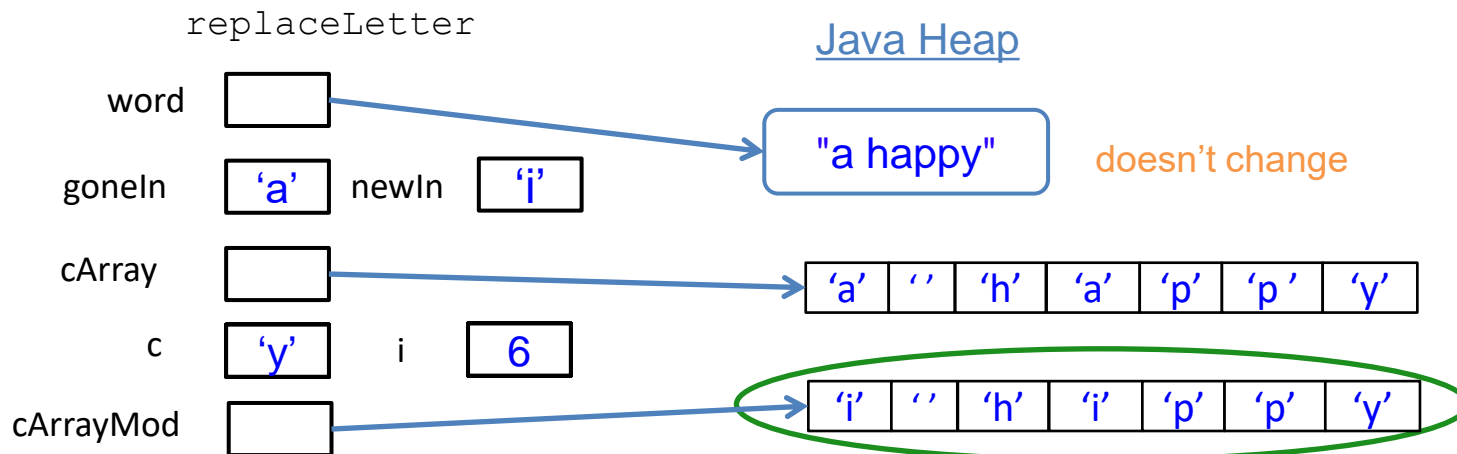 replaceLetter
Java Heap
word
"a happy"
doesn't change
goneIn ‘a’ newIn ‘i’
cArray
‘a’ ‘ ’ ‘h’ ‘a’ ‘p’ ‘p ’ ‘y’
c ‘y’ i 6
cArrayMod
‘i’ ‘ ’ ‘h’ ‘i’ ‘p’ ‘p’ ‘y’